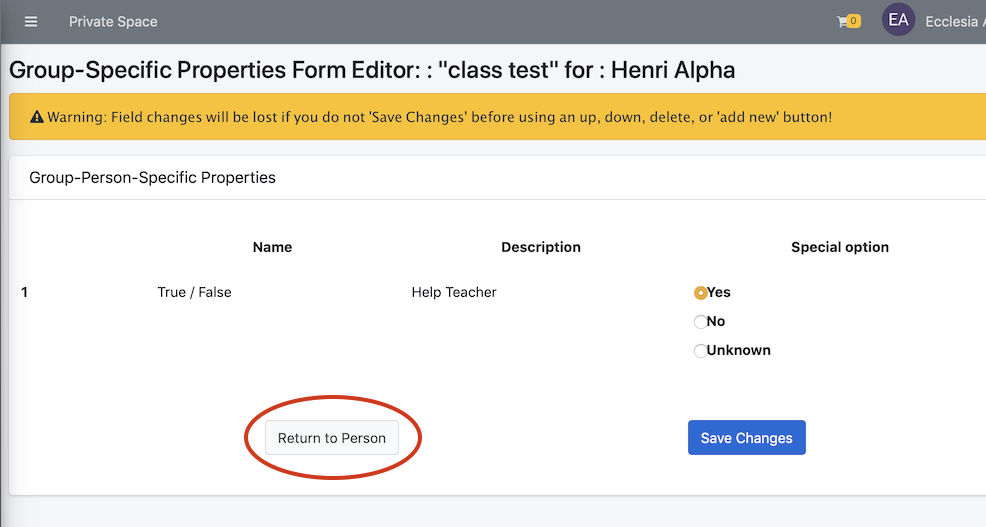 Private Space
0
EA
Ecclesia A
Group-Specific Properties Form Editor: : "class test" for : Henri Alpha
Warning: Field changes will be lost if you do not 'Save Changes' before using an up, down, delete, or 'add new' button!
Group-Person-Specific Properties
Name Description Special option
1 True / False Help Teacher Yes
No
Unknown
Return to Person Save Changes